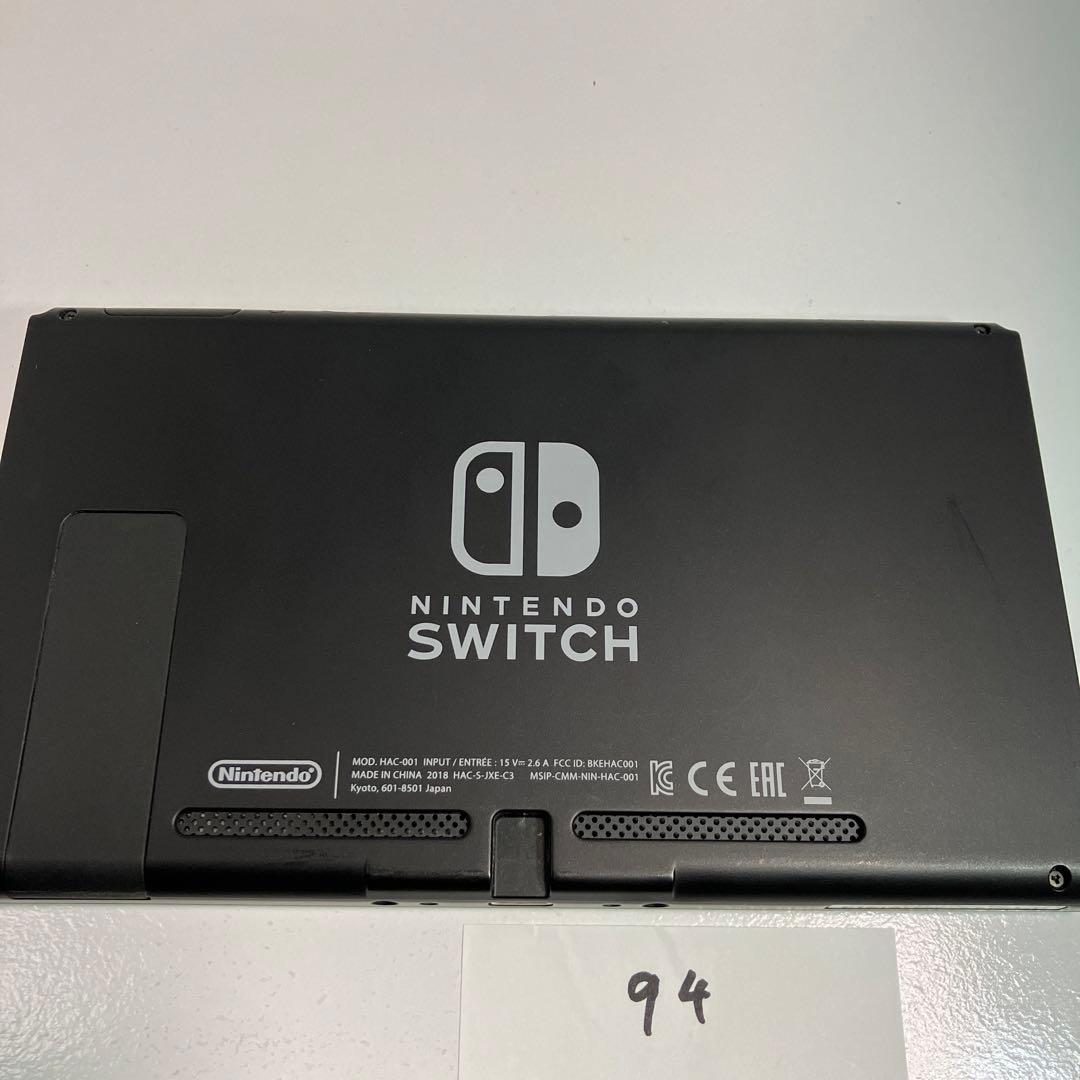 NINTENDO
SWITCH
Nintendo
MOD. HAC-001 INPUT / ENTRÉE : 15 V⎓ 2.6 A FCC ID: BKEHAC001
MADE IN CHINA 2018 HAC-S-JXE-C3 MSIP-CMM-NIN-HAC-001
Kyoto, 601-8501 Japan
CE EAC
94